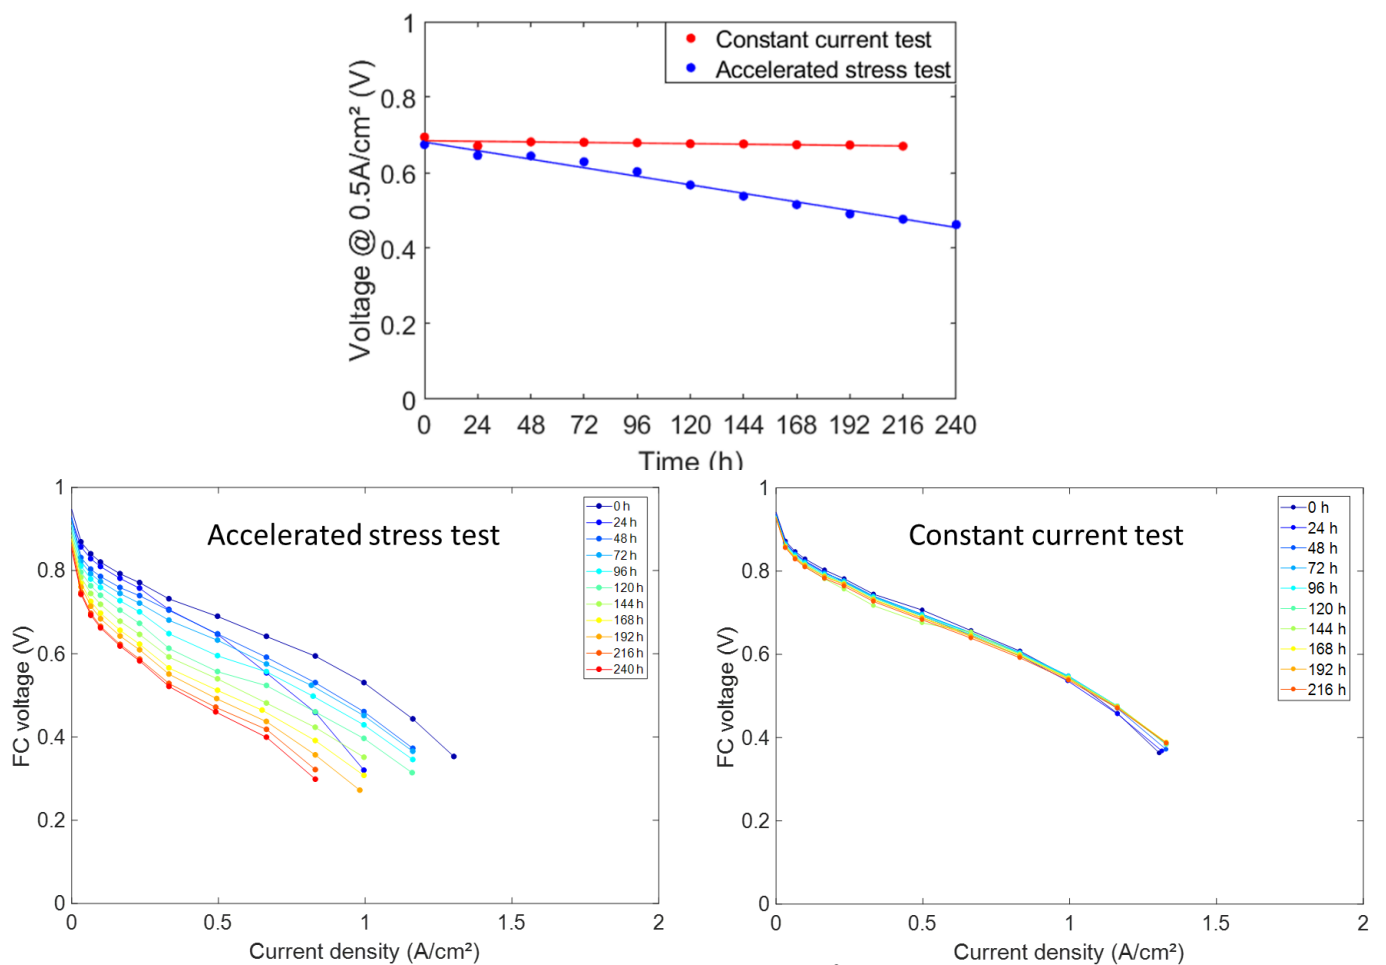 1
0.8
0.6
0.4
0.2
0
Voltage @ 0.5A/cm² (V)
Constant current test
Accelerated stress test
0 24 48 72 96 120 144 168 192 216 240
Time (h)
1
0.8
0.6
0.4
0.2
0
FC voltage (V)
Accelerated stress test
0 h
24 h
48 h
72 h
96 h
120 h
144 h
168 h
192 h
216 h
240 h
0 0.5 1 1.5 2
Current density (A/cm²)
1
0.8
0.6
0.4
0.2
0
FC voltage (V)
Constant current test
0 h
24 h
48 h
72 h
96 h
120 h
144 h
168 h
192 h
216 h
0 0.5 1 1.5 2
Current density (A/cm²)